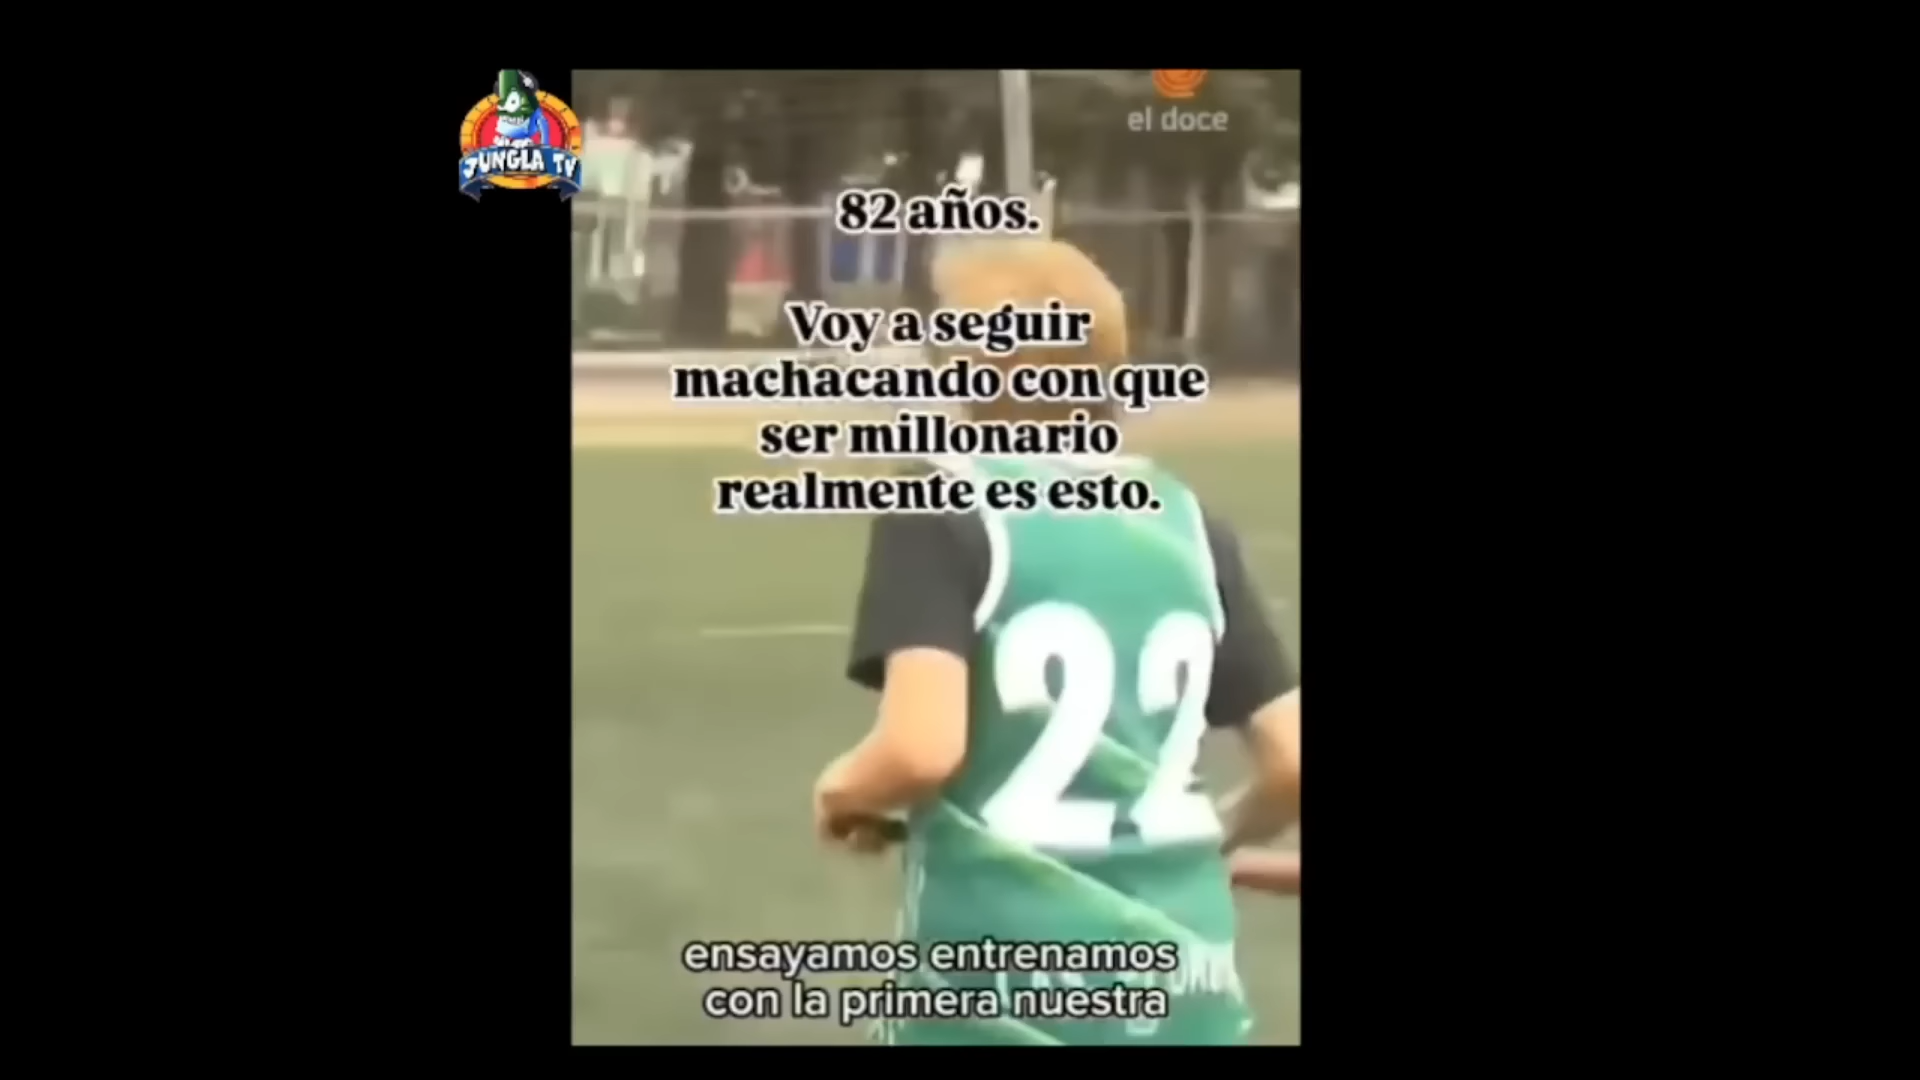 JUNGLA TV
el doce
82 años.
Voy a seguir
machacando con que
ser millonario
realmente es esto.
22
ensayamos entrenamos
con la primera nuestra